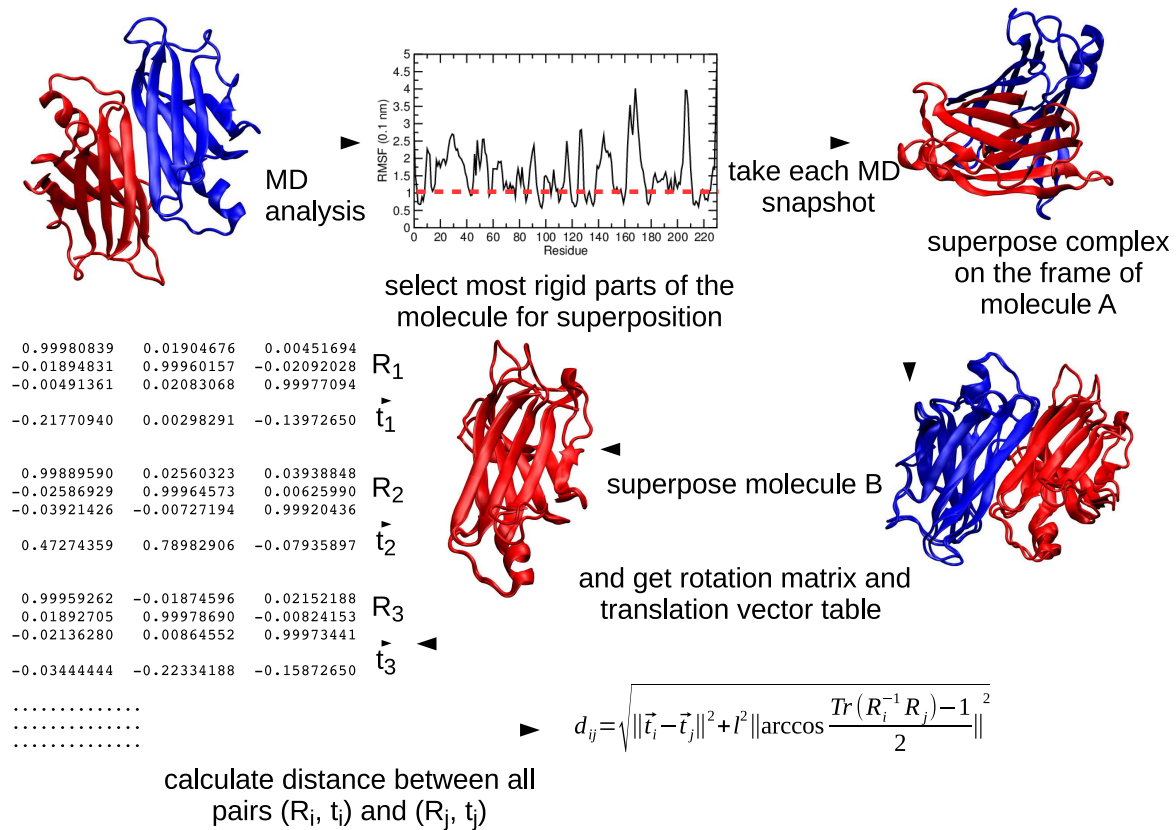 MD
analysis
5
4.5
4
3.5
3
2.5
2
1.5
1
0.5
0
RMSF (0.1 nm)
0 20 40 60 80 100 120 140 160 180 200 220
Residue
select most rigid parts of the
molecule for superposition
take each MD
snapshot
superpose complex
on the frame of
molecule A
superpose molecule B
and get rotation matrix and
translation vector table
0.99980839 0.01904676 0.00451694
-0.01894831 0.99960157 -0.02092028
-0.00491361 0.02083068 0.99977094
R₁
-0.21770940 0.00298291 -0.13972650
t⃗₁
0.99889590 0.02560323 0.03938848
-0.02586929 0.99964573 0.00625990
-0.03921426 -0.00727194 0.99920436
R₂
0.47274359 0.78982906 -0.07935897
t⃗₂
0.99959262 -0.01874596 0.02152188
0.01892705 0.99978690 -0.00824153
-0.02136280 0.00864552 0.99973441
R₃
-0.03444444 -0.22334188 -0.15872650
t⃗₃
..............
..............
..............
calculate distance between all
pairs (Rᵢ, tᵢ) and (Rⱼ, tⱼ)
d_ij=√(||t⃗ᵢ−t⃗ⱼ||²+l²||arccos (Tr(Rᵢ⁻¹Rⱼ)−1)/2||²)